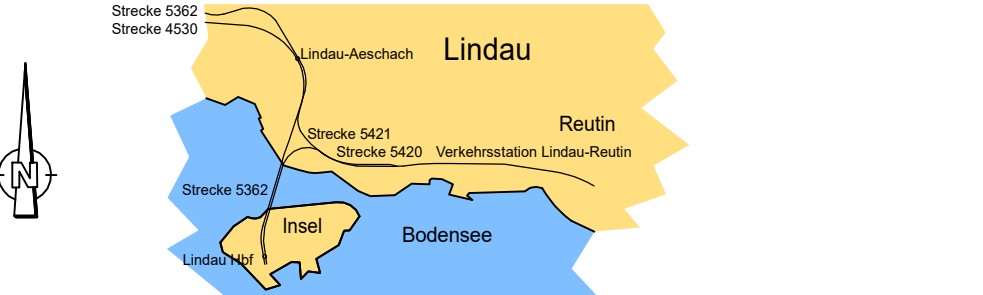 Strecke 5362
Strecke 4530
Lindau
Lindau-Aeschach
Reutin
Strecke 5421
Strecke 5420
Verkehrsstation Lindau-Reutin
N
Strecke 5362
Insel
Bodensee
Lindau Hbf